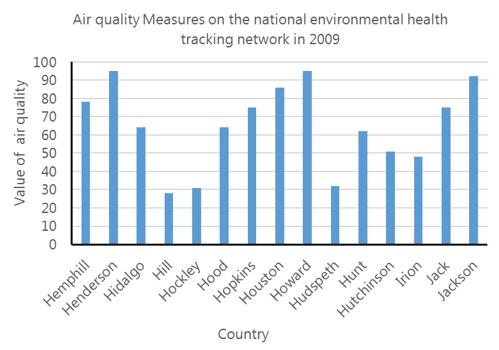 Air quality Measures on the national environmental health
tracking network in 2009
Value of air quality
100
90
80
70
60
50
40
30
20
10
0
Hemphill
Henderson
Hidalgo
Hill
Hockley
Hood
Hopkins
Houston
Howard
Hudspeth
Hunt
Hutchinson
Irion
Jack
Jackson
Country